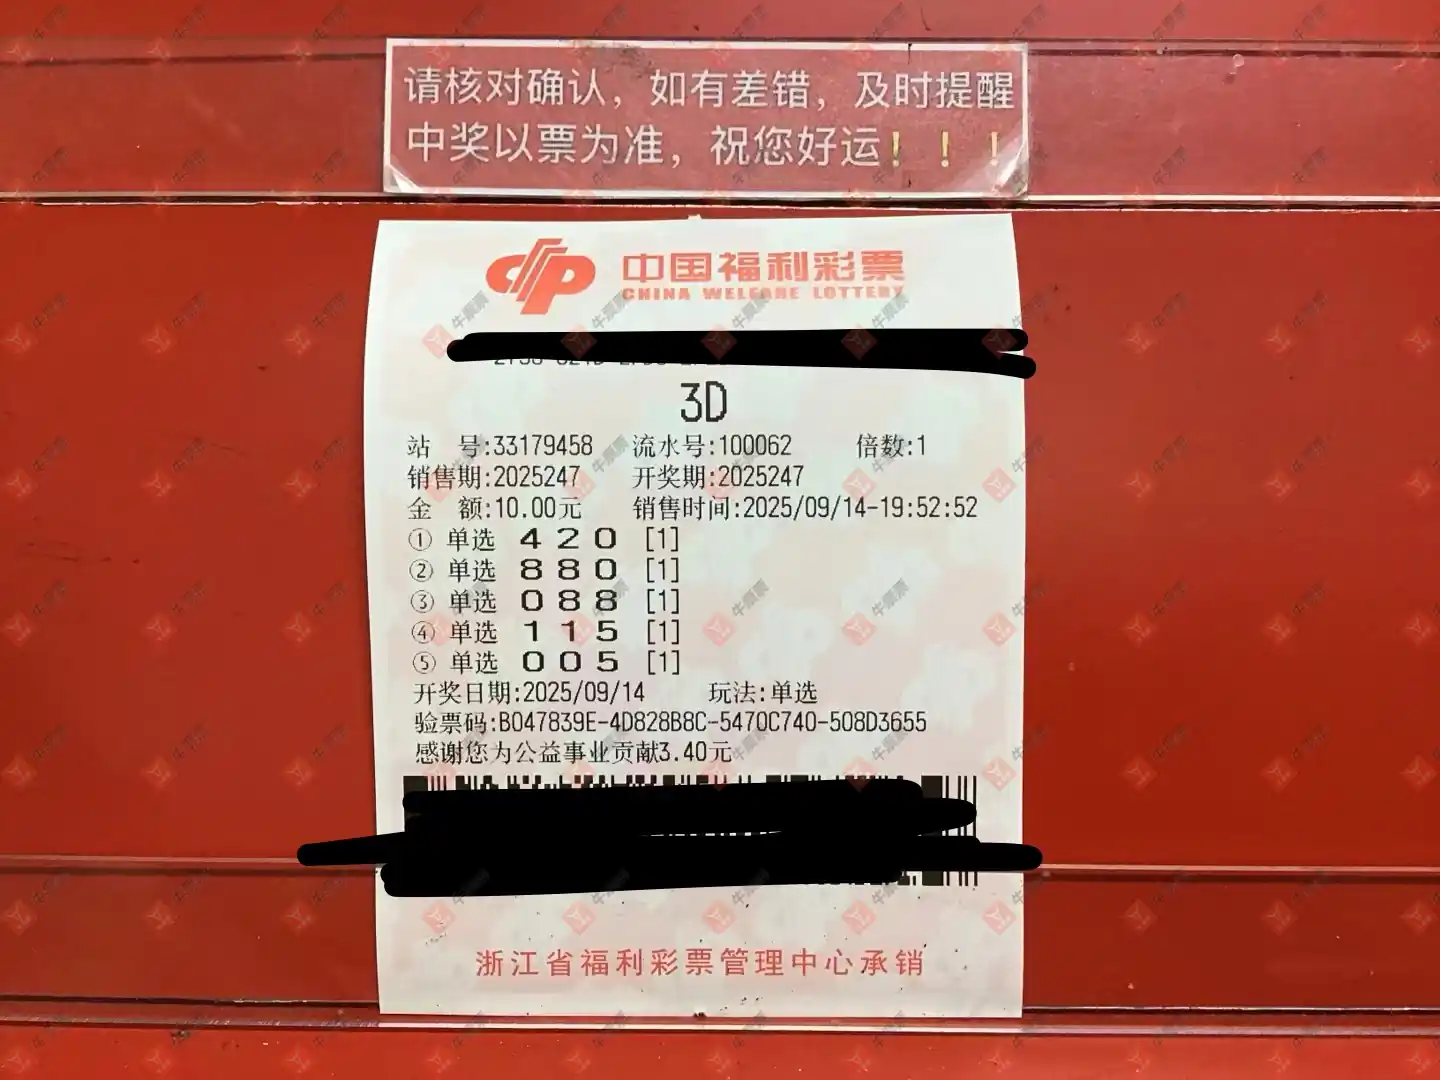 请核对确认，如有差错，及时提醒
中奖以票为准，祝您好运！！！
中国福利彩票
CHINA WELFARE LOTTERY
3D
站 号:33179458 流水号:100062 倍数:1
销售期:2025247 开奖期:2025247
金 额:10.00元 销售时间:2025/09/14-19:52:52
① 单选 4 2 0 [1]
② 单选 8 8 0 [1]
③ 单选 0 8 8 [1]
④ 单选 1 1 5 [1]
⑤ 单选 0 0 5 [1]
开奖日期:2025/09/14 玩法:单选
验票码:B047839E-4D828B8C-5470C740-508D3655
感谢您为公益事业贡献3.40元
浙江省福利彩票管理中心承销